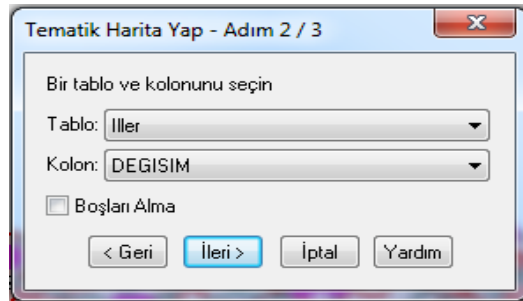 Tematik Harita Yap - Adım 2 / 3
Bir tablo ve kolonunu seçin
Tablo: Iller
Kolon: DEGISIM
Boşları Alma
< Geri İleri > İptal Yardım